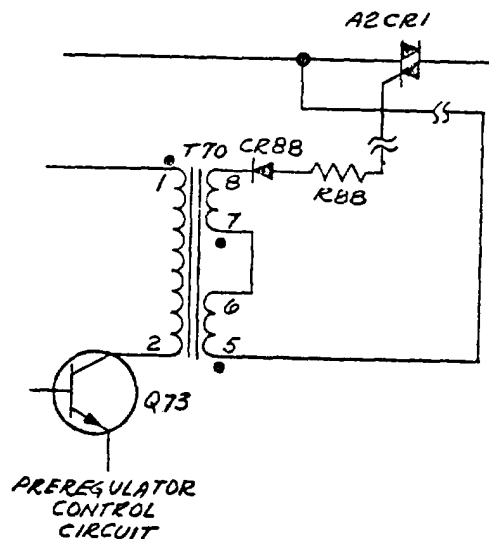 A2CR1
T70
CR88
1
8
R88
7
6
2
5
Q73
PREREGULATOR
CONTROL
CIRCUIT